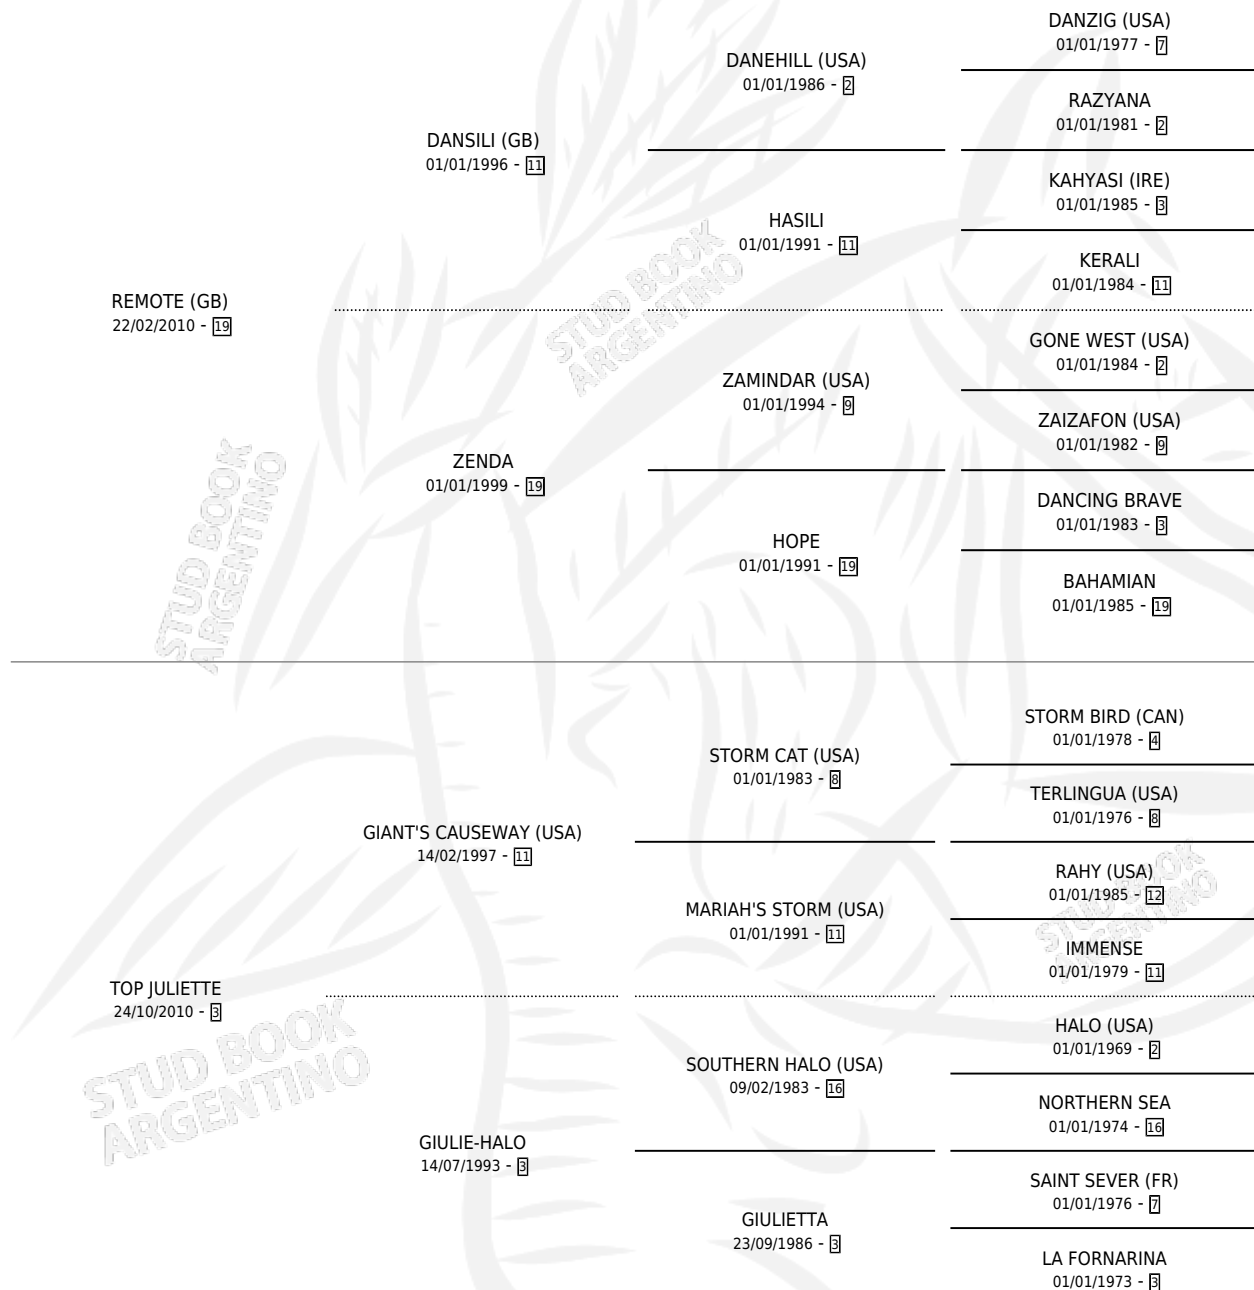 DANZIG (USA)
01/01/1977 - 7
DANEHILL (USA)
01/01/1986 - 2
RAZYANA
01/01/1981 - 2
DANSILI (GB)
01/01/1996 - 11
KAHYASI (IRE)
01/01/1985 - 3
HASILI
01/01/1991 - 11
KERALI
01/01/1984 - 11
REMOTE (GB)
22/02/2010 - 19
GONE WEST (USA)
01/01/1984 - 2
ZAMINDAR (USA)
01/01/1994 - 9
ZAIZAFON (USA)
01/01/1982 - 9
ZENDA
01/01/1999 - 19
DANCING BRAVE
01/01/1983 - 3
HOPE
01/01/1991 - 19
BAHAMIAN
01/01/1985 - 19
STORM BIRD (CAN)
01/01/1978 - 4
STORM CAT (USA)
01/01/1983 - 8
TERLINGUA (USA)
01/01/1976 - 8
GIANT'S CAUSEWAY (USA)
14/02/1997 - 11
RAHY (USA)
01/01/1985 - 12
MARIAH'S STORM (USA)
01/01/1991 - 11
IMMENSE
01/01/1979 - 11
TOP JULIETTE
24/10/2010 - 3
HALO (USA)
01/01/1969 - 2
SOUTHERN HALO (USA)
09/02/1983 - 16
NORTHERN SEA
01/01/1974 - 16
GIULIE-HALO
14/07/1993 - 3
SAINT SEVER (FR)
01/01/1976 - 7
GIULIETTA
23/09/1986 - 3
LA FORNARINA
01/01/1973 - 3
STUD BOOK
ARGENTINO
STUD BOOK
ARGENTINO
STUD BOOK
ARGENTINO
STUD BOOK
ARGENTINO